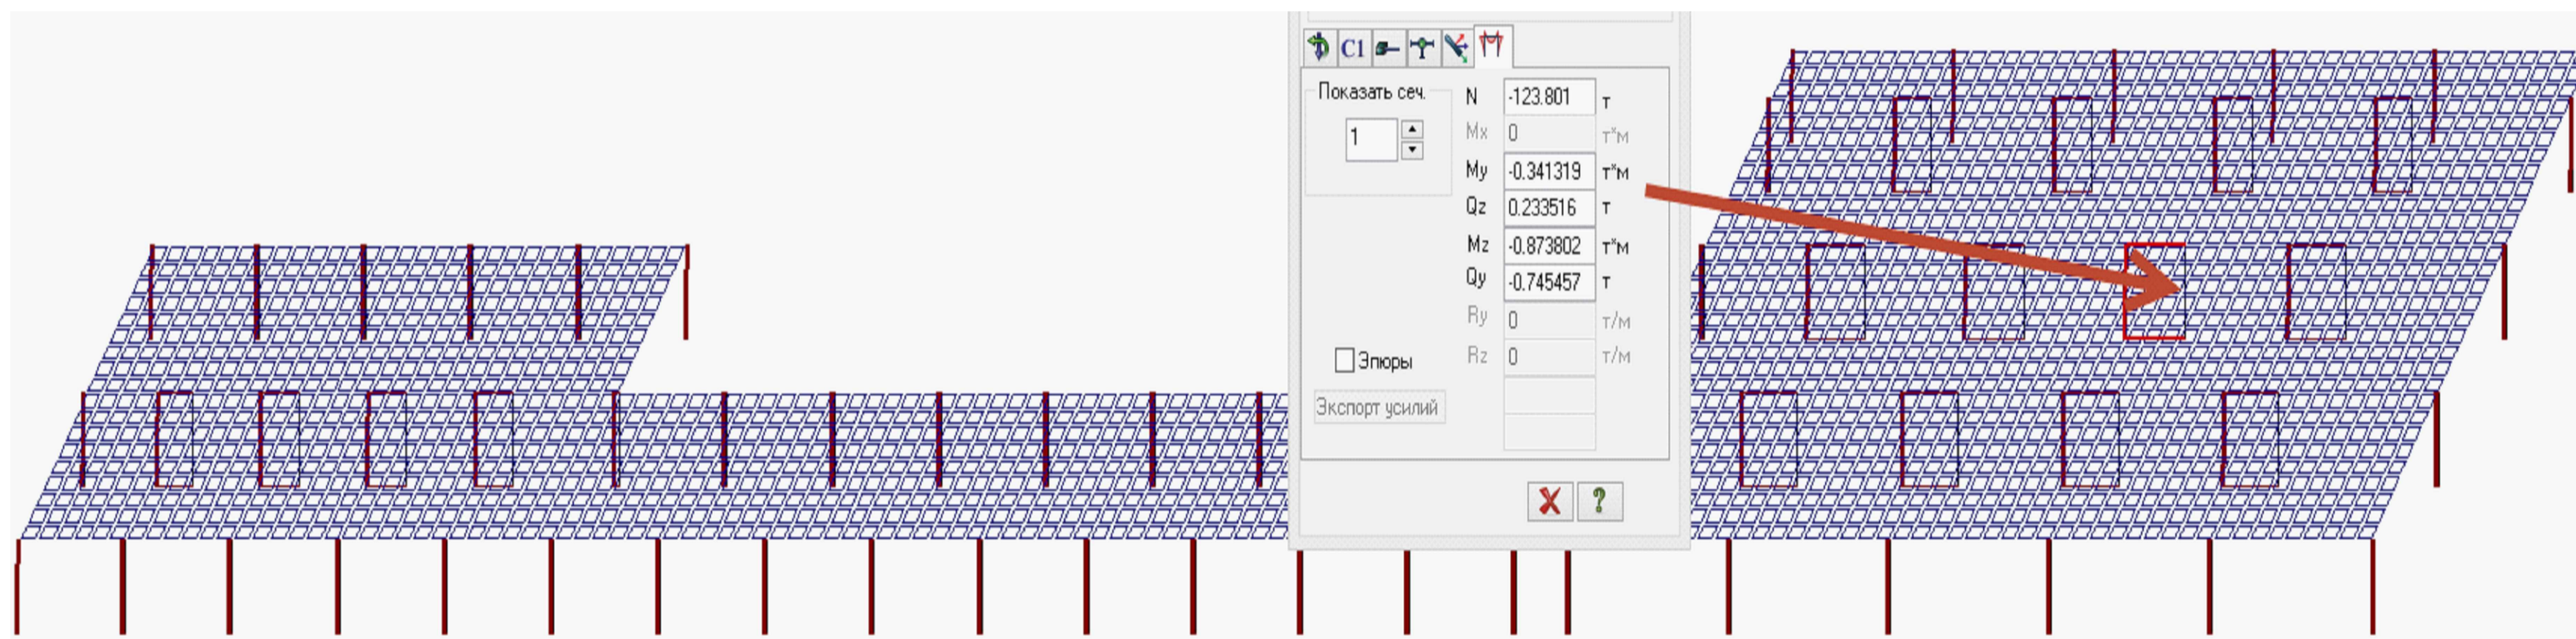 C1
Показать сеч.
1
N -123.801 т
Mx 0 т*м
My -0.341319 т*м
Qz 0.233516 т
Mz -0.873802 т*м
Qy -0.745457 т
Ry 0 т/м
Rz 0 т/м
Эпюры
Экспорт усилий
?